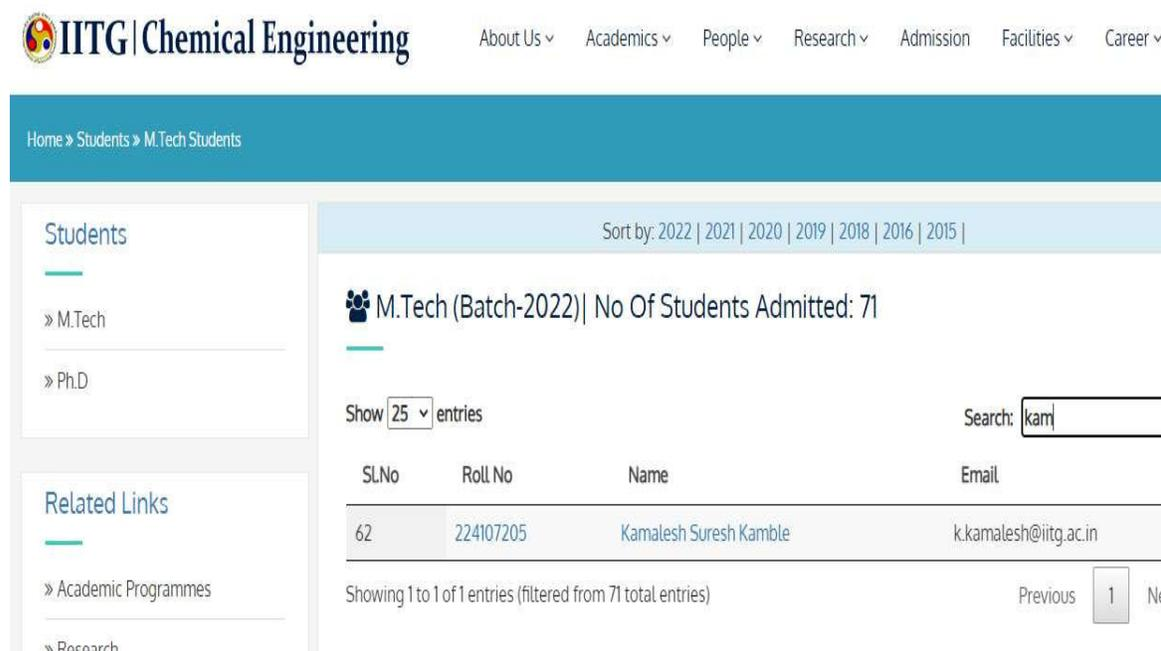 IITG | Chemical Engineering
About Us Academics People Research Admission Facilities Career
Home » Students » M.Tech Students
Students
» M.Tech
» Ph.D
Related Links
» Academic Programmes
» Research
Sort by: 2022 | 2021 | 2020 | 2019 | 2018 | 2016 | 2015 |
M.Tech (Batch-2022)| No Of Students Admitted: 71
Show 25 entries
Search: kam
Sl.No Roll No Name Email
62 224107205 Kamalesh Suresh Kamble k.kamalesh@iitg.ac.in
Showing 1 to 1 of 1 entries (filtered from 71 total entries)
Previous 1